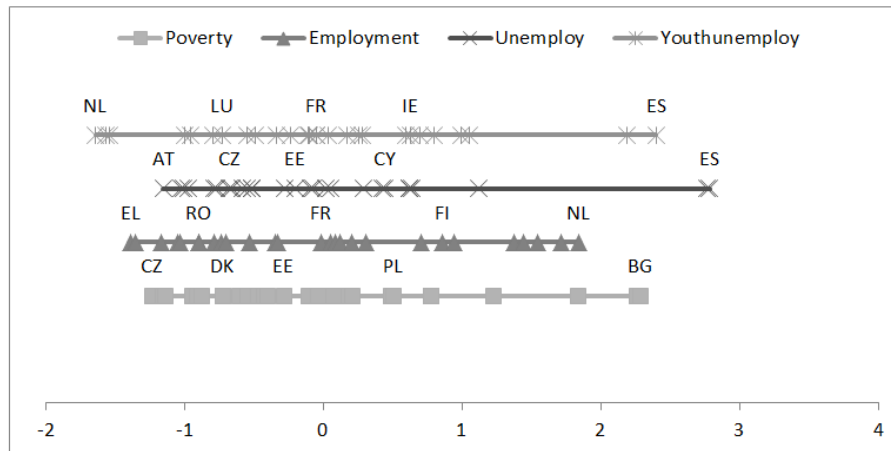 Poverty Employment Unemploy Youthunemploy
NL LU FR IE ES
AT CZ EE CY ES
EL RO FR FI NL
CZ DK EE PL BG
-2 -1 0 1 2 3 4